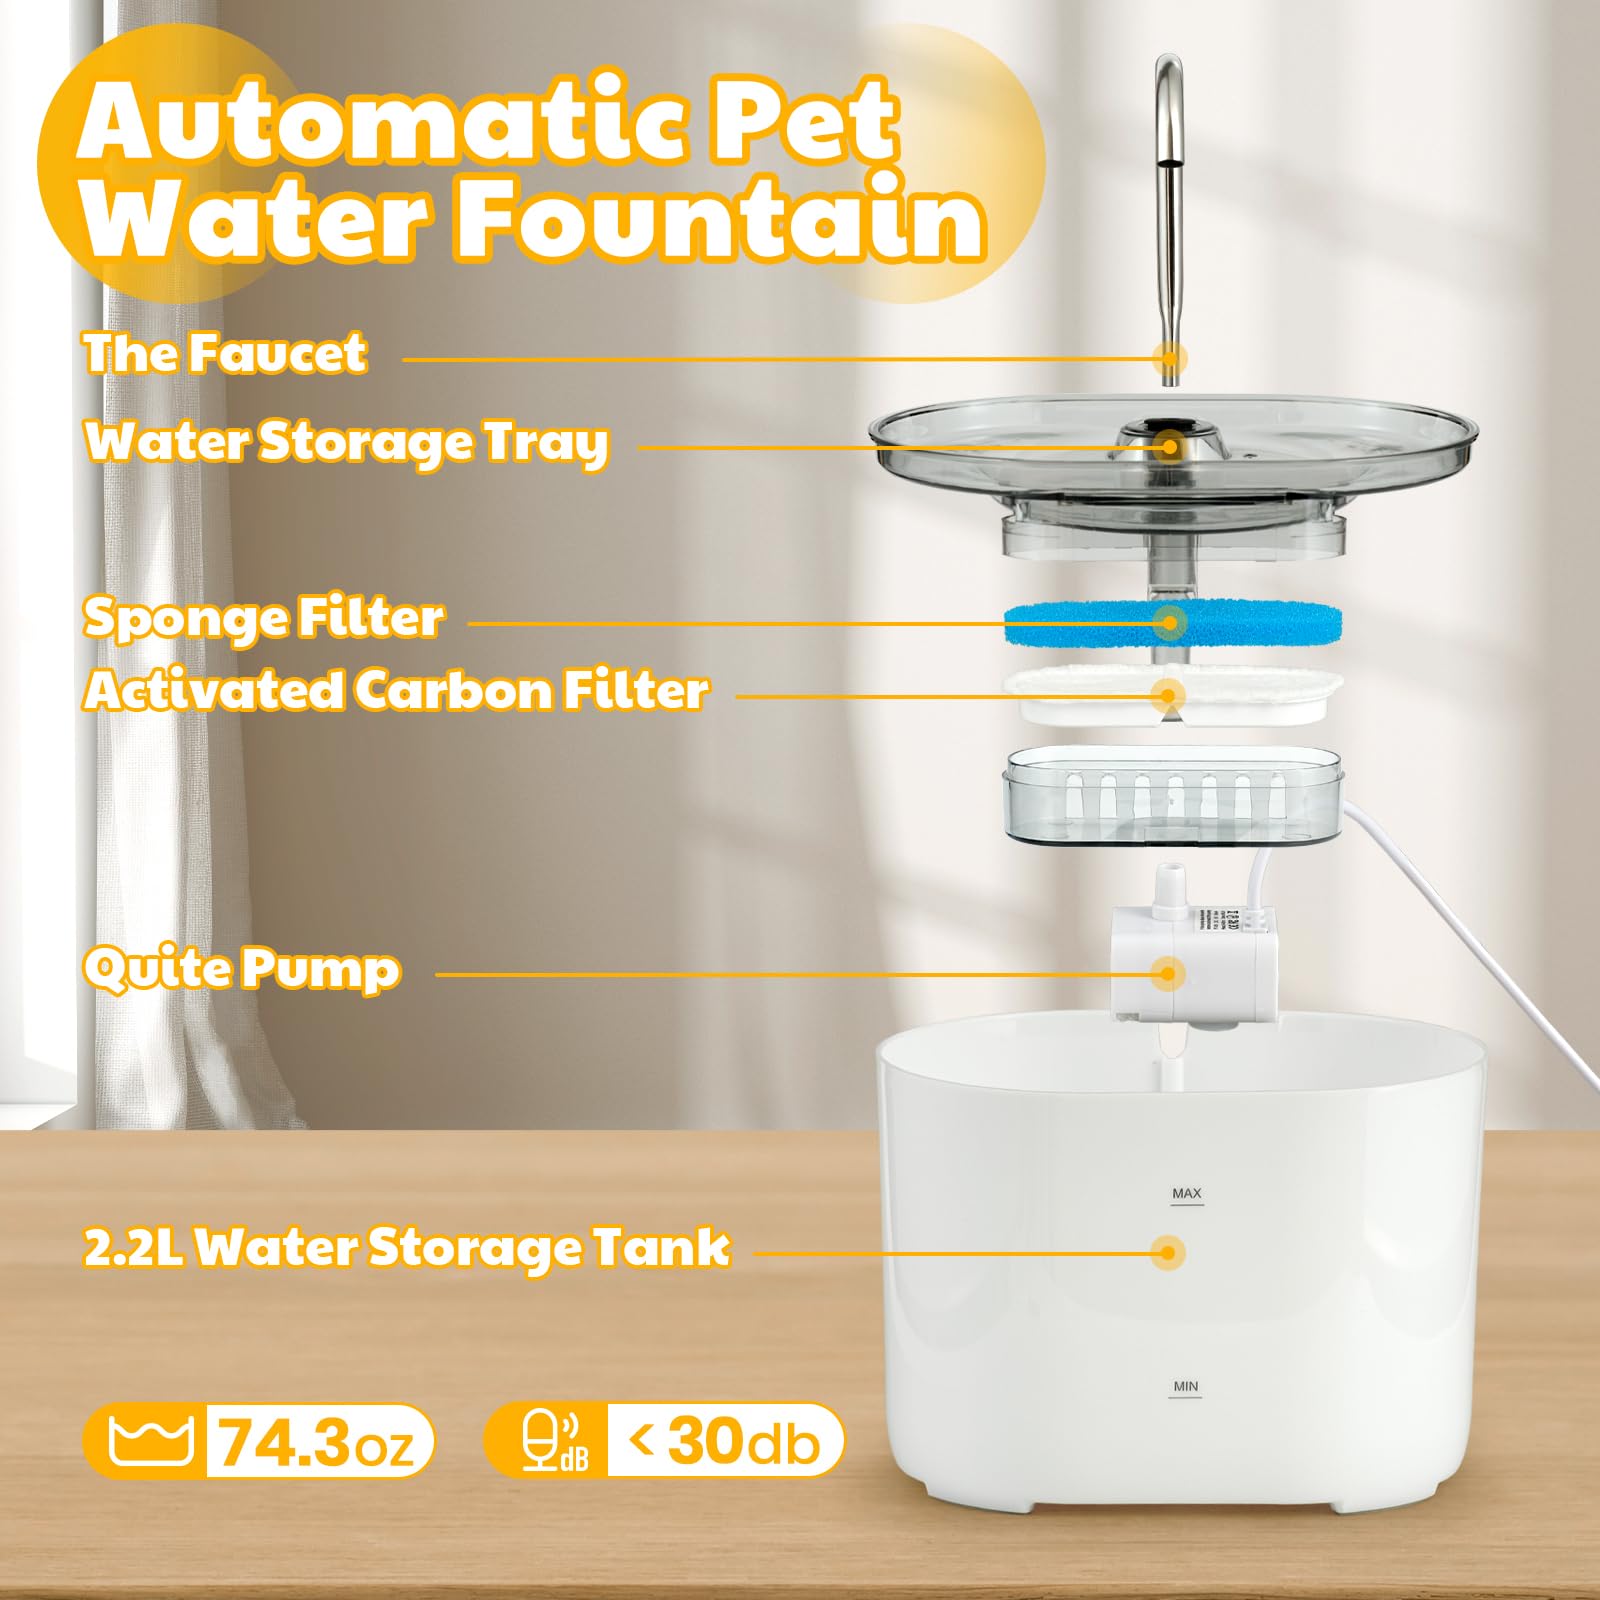 Automatic Pet
Water Fountain
The Faucet
Water Storage Tray
Sponge Filter
Activated Carbon Filter
Quite Pump
MAX
2.2L Water Storage Tank
MIN
74.3oz
dB
< 30db